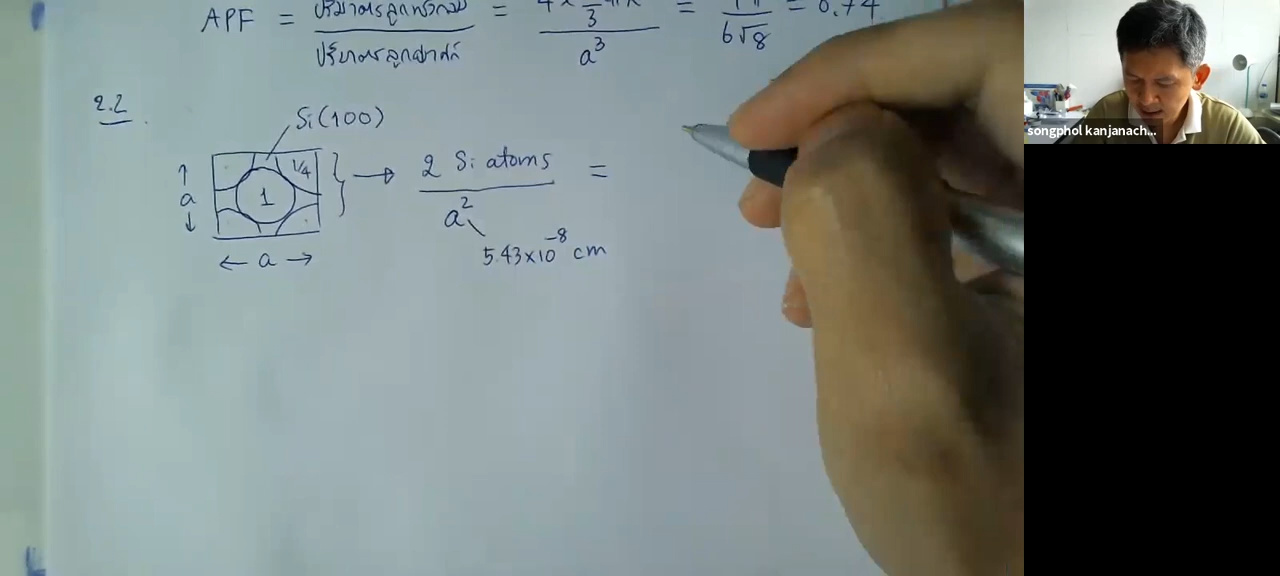 APF = ปริมาตรลูกทรงกลม / ปริมาตรลูกบาศก์ = 4 × 4/3 πR³ / a³ = π / 6√8 = 0.74
2.2
Si(100)
↑ a ↓
1
1/4
→ 2 Si atoms / a² =
5.43×10⁻⁸ cm
← a →
songphol kanjanach...